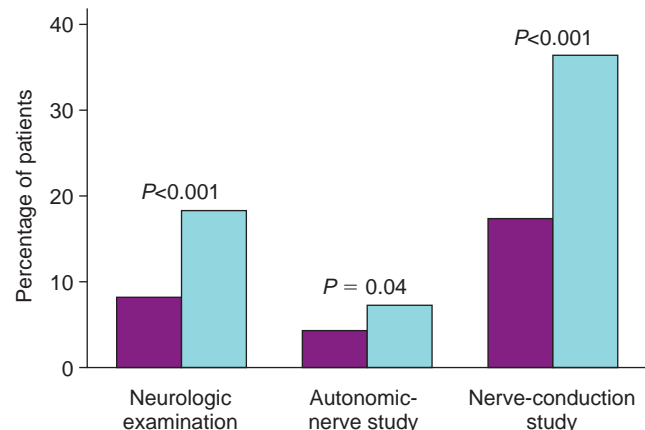 Percentage of patients
40
30
20
10
0
P<0.001
P = 0.04
P<0.001
Neurologic
examination
Autonomic-
nerve study
Nerve-conduction
study